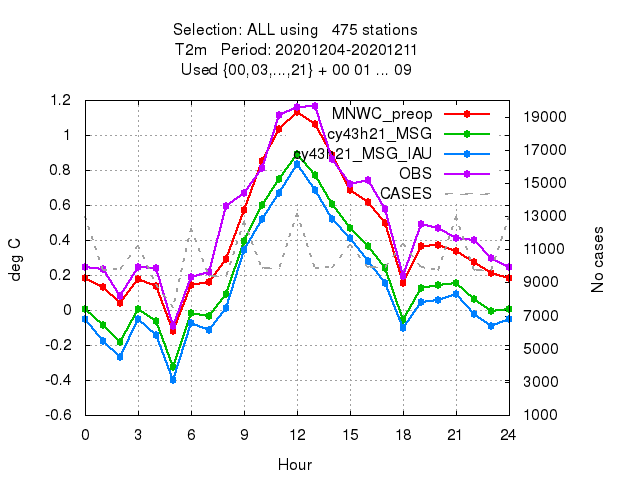 Selection: ALL using   475 stations
T2m   Period: 20201204-20201211
Used {00,03,...,21} + 00 01 ... 09
MNWC_preop
cy43h21_MSG
cy43h21_MSG_IAU
OBS
CASES
1.2
1
0.8
0.6
0.4
0.2
0
-0.2
-0.4
-0.6
deg C
19000
17000
15000
13000
11000
9000
7000
5000
3000
1000
No cases
0 3 6 9 12 15 18 21 24
Hour